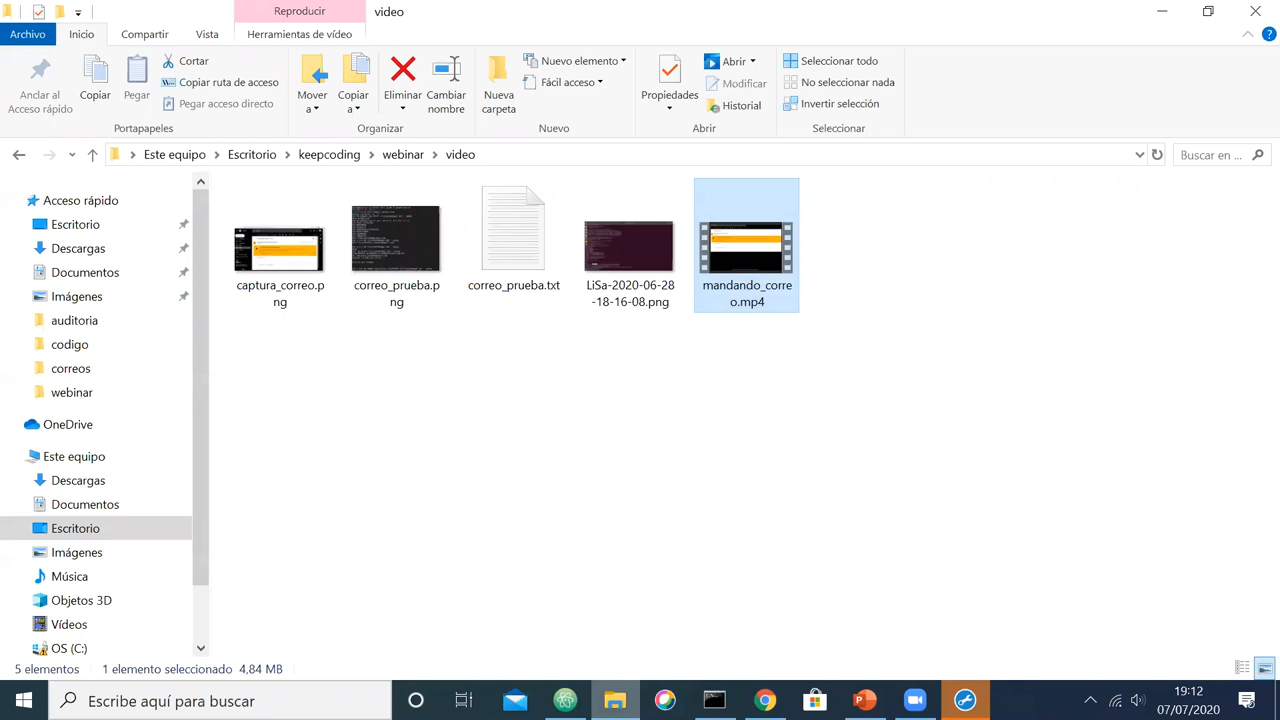 Reproducir
video
Archivo
Inicio
Compartir
Vista
Herramientas de vídeo
Anclar al
Acceso rápido
Copiar
Pegar
Cortar
Copiar ruta de acceso
Pegar acceso directo
Portapapeles
Mover
a
Copiar
a
Eliminar
Cambiar
nombre
Organizar
Nueva
carpeta
Nuevo elemento
Fácil acceso
Nuevo
Propiedades
Abrir
Modificar
Historial
Abrir
Seleccionar todo
No seleccionar nada
Invertir selección
Seleccionar
Este equipo
Escritorio
keepcoding
webinar
video
Buscar en ...
Acceso rápido
Escritorio
Descargas
Documentos
Imágenes
auditoria
codigo
correos
webinar
OneDrive
Este equipo
Descargas
Documentos
Escritorio
Imágenes
Música
Objetos 3D
Vídeos
OS (C:)
captura_correo.p
ng
correo_prueba.p
ng
correo_prueba.txt
LiSa-2020-06-28
-18-16-08.png
mandando_corre
o.mp4
5 elementos
1 elemento seleccionado 4,84 MB
Escribe aquí para buscar
19:12
07/07/2020